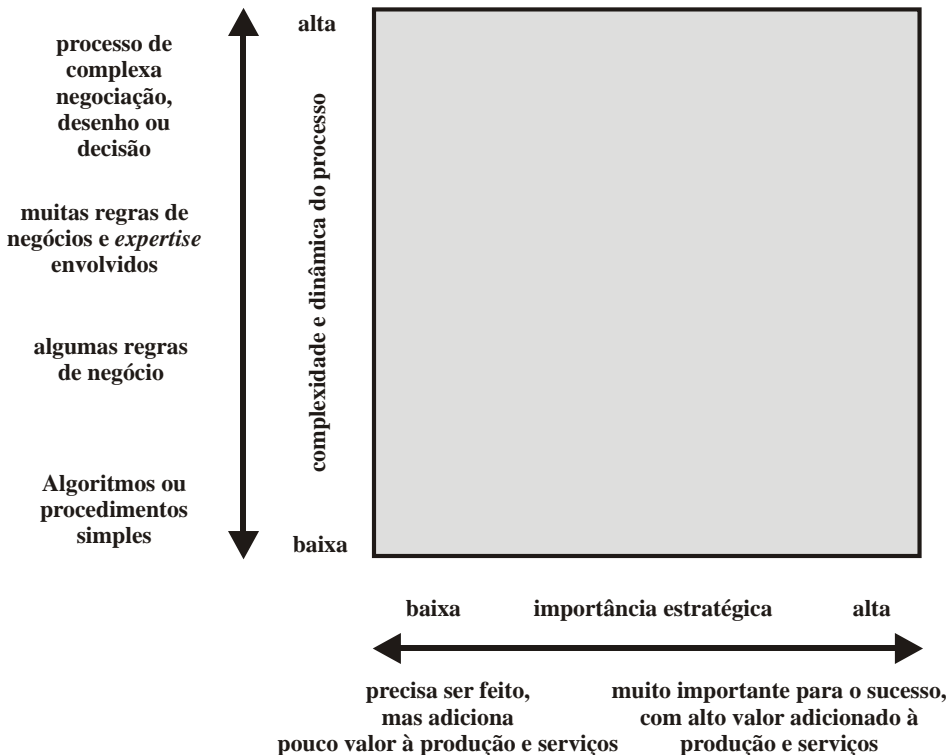 alta
processo de
complexa
negociação,
desenho ou
decisão
muitas regras de
negócios e expertise
envolvidos
algumas regras
de negócio
Algoritmos ou
procedimentos
simples
complexidade e dinâmica do processo
baixa
baixa importância estratégica alta
precisa ser feito,
mas adiciona
pouco valor à produção e serviços
muito importante para o sucesso,
com alto valor adicionado à
produção e serviços